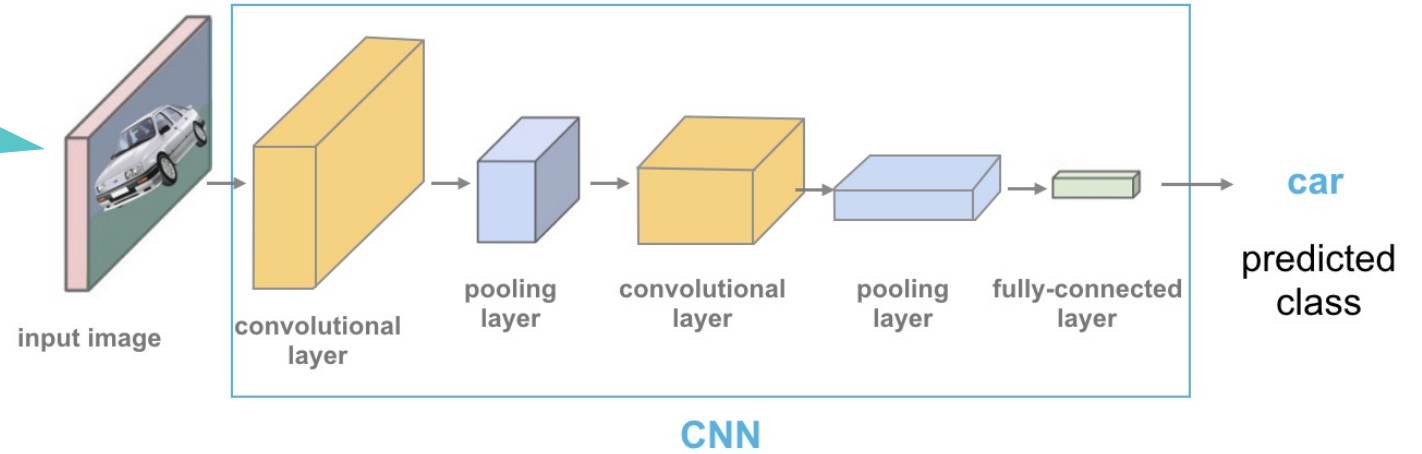 input image
convolutional
layer
pooling
layer
convolutional
layer
pooling
layer
fully-connected
layer
car
predicted
class
CNN